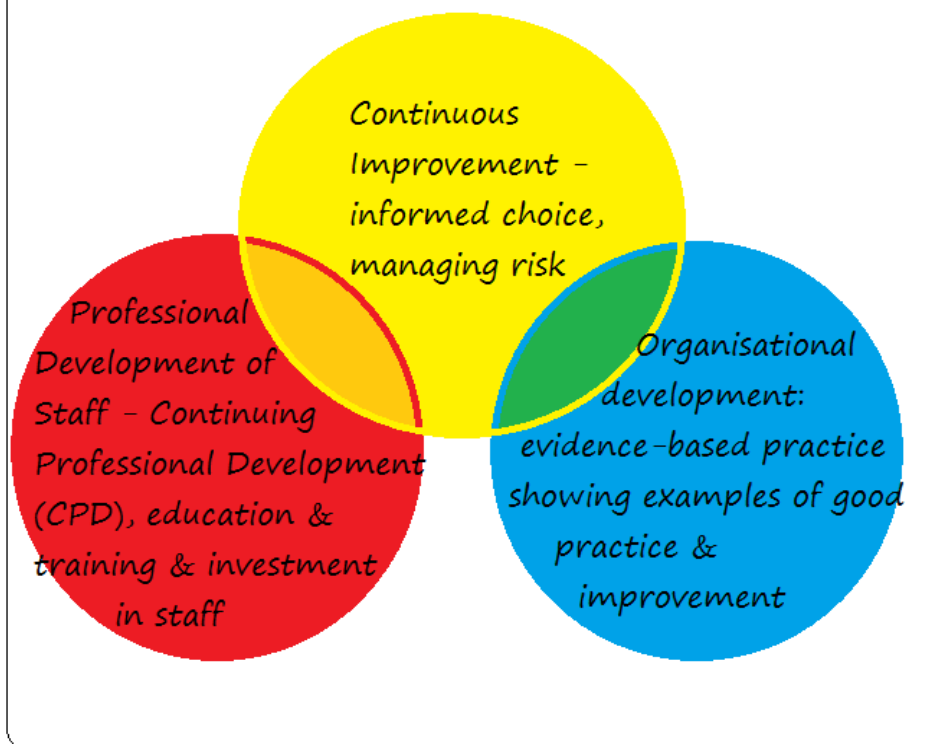 Continuous
Improvement -
informed choice,
managing risk
Professional
Development of
Staff - Continuing
Professional Development
(CPD), education &
training & investment
in staff
Organisational
development:
evidence-based practice
showing examples of good
practice &
improvement